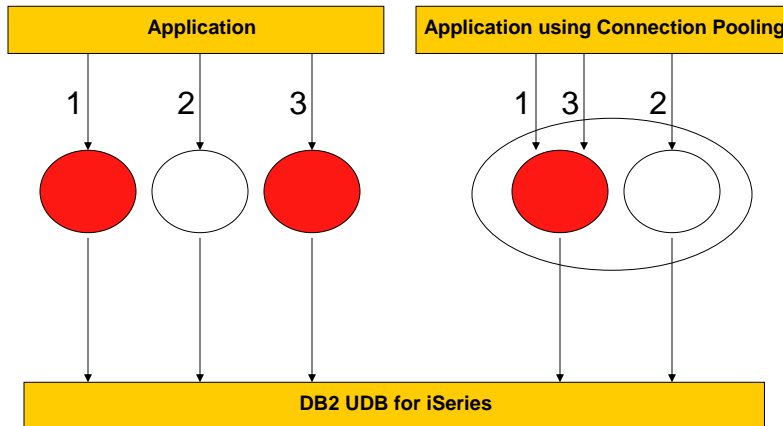 Application
Application using Connection Pooling
1 2 3
1 3 2
DB2 UDB for iSeries